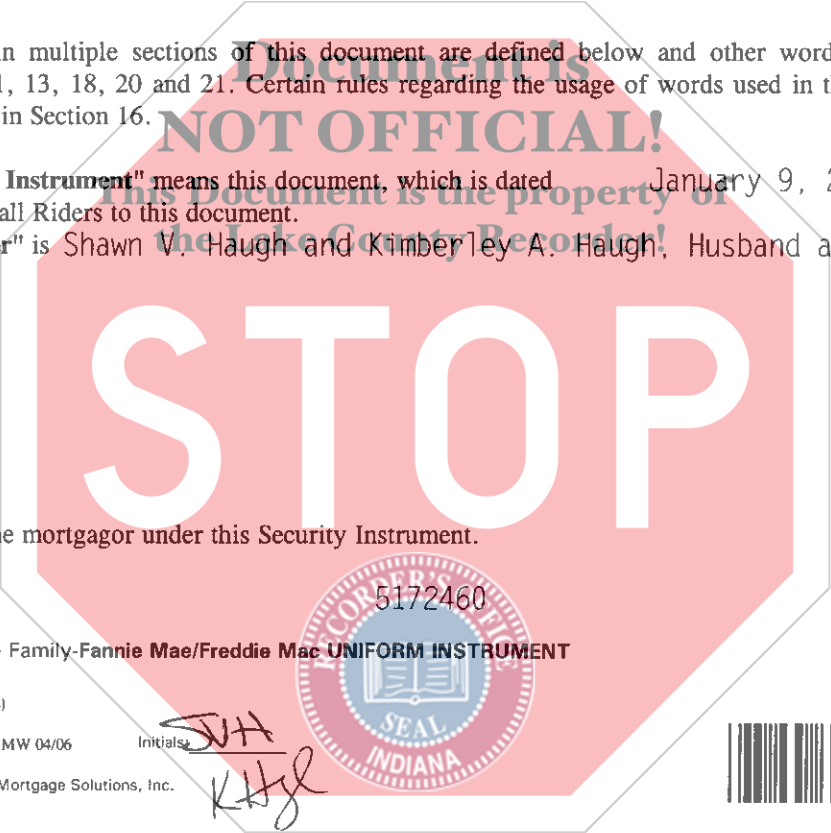 in multiple sections of this document are defined below and other word
1, 13, 18, 20 and 21. Certain rules regarding the usage of words used in t
in Section 16.
Document is
NOT OFFICIAL!
This Document is the property of
the Lake County Recorder!
Instrument" means this document, which is dated January 9, 2
all Riders to this document.
r" is Shawn V. Haugh and Kimberley A. Haugh, Husband a
STOP
e mortgagor under this Security Instrument.
5172460
RECORDER'S OFFICE
SEAL
INDIANA
Family-Fannie Mae/Freddie Mac UNIFORM INSTRUMENT
MW 04/06 Initials: SVH
Mortgage Solutions, Inc.